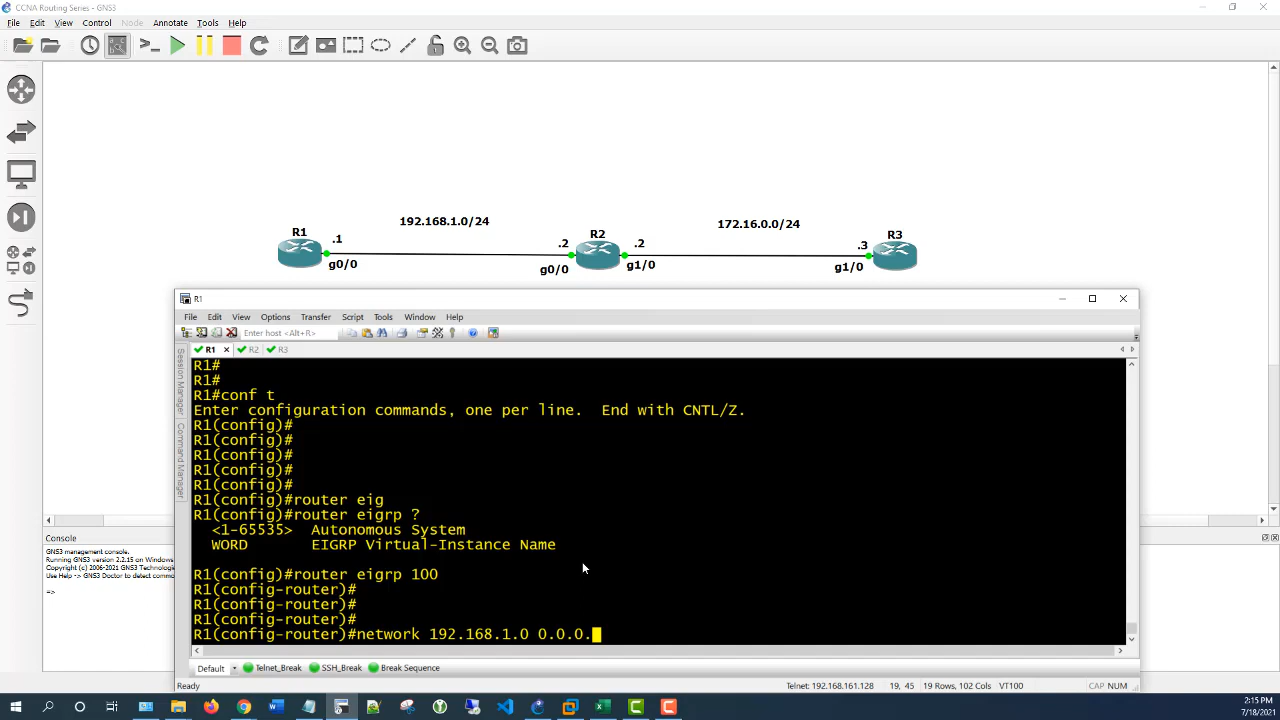 CCNA Routing Series - GNS3
File Edit View Control Node Annotate Tools Help
192.168.1.0/24
172.16.0.0/24
R1
R2
R3
.1
.2
.2
.3
g0/0
g0/0
g1/0
g1/0
R1
File Edit View Options Transfer Script Tools Window Help
Enter host <Alt+R>
R1 × R2 R3
Session Manager
Command Manager
R1#
R1#
R1#conf t
Enter configuration commands, one per line.  End with CNTL/Z.
R1(config)#
R1(config)#
R1(config)#
R1(config)#
R1(config)#
R1(config)#router eig
R1(config)#router eigrp ?
<1-65535>  Autonomous System
WORD       EIGRP Virtual-Instance Name
R1(config)#router eigrp 100
R1(config-router)#
R1(config-router)#
R1(config-router)#
R1(config-router)#network 192.168.1.0 0.0.0.
Default Telnet_Break SSH_Break Break Sequence
Ready Telnet: 192.168.161.128 19, 45 19 Rows, 102 Cols VT100 CAP NUM
Console
GNS3 management console.
Running GNS3 version 2.2.15 on Windows
Copyright (c) 2006-2021 GNS3 Technologies
Use Help -> GNS3 Doctor to detect common
=>
2:15 PM
7/18/2021